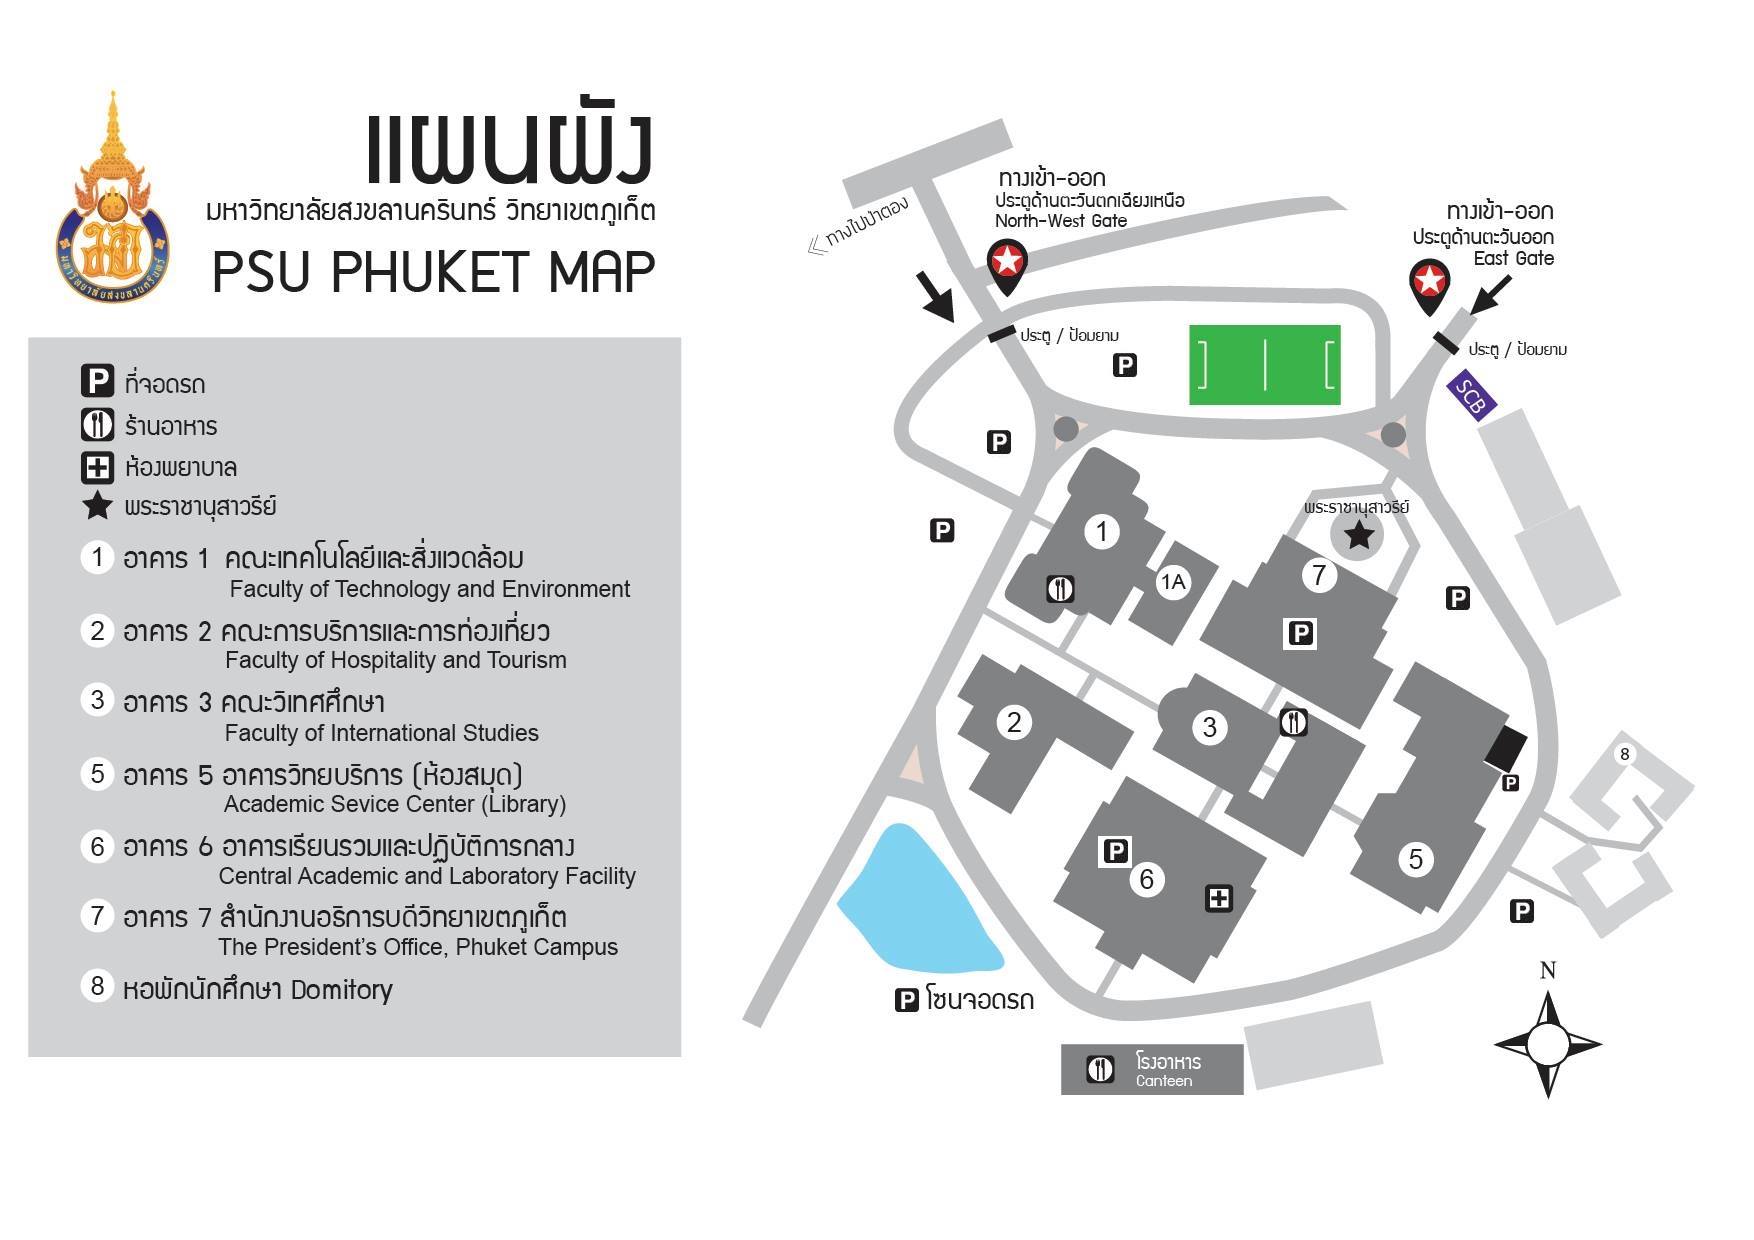 แผนผัง
มหาวิทยาลัยสงขลานครินทร์ วิทยาเขตภูเก็ต
PSU PHUKET MAP
มหาวิทยาลัยสงขลานครินทร์
P ที่จอดรถ
ร้านอาหาร
ห้องพยาบาล
พระราชานุสาวรีย์
1 อาคาร 1 คณะเทคโนโลยีและสิ่งแวดล้อม
Faculty of Technology and Environment
2 อาคาร 2 คณะการบริการและการท่องเที่ยว
Faculty of Hospitality and Tourism
3 อาคาร 3 คณะวิเทศศึกษา
Faculty of International Studies
5 อาคาร 5 อาคารวิทยบริการ (ห้องสมุด)
Academic Sevice Center (Library)
6 อาคาร 6 อาคารเรียนรวมและปฏิบัติการกลาง
Central Academic and Laboratory Facility
7 อาคาร 7 สำนักงานอธิการบดีวิทยาเขตภูเก็ต
The President's Office, Phuket Campus
8 หอพักนักศึกษา Domitory
ทางเข้า-ออก
ประตูด้านตะวันตกเฉียงเหนือ
North-West Gate
ทางไปป่าตอง
ทางเข้า-ออก
ประตูด้านตะวันออก
East Gate
ประตู / ป้อมยาม
ประตู / ป้อมยาม
P
SCB
P
พระราชานุสาวรีย์
1
P
7
1A
P
P
2
3
8
P
P
5
6
P
P โซนจอดรถ
N
โรงอาหาร
Canteen